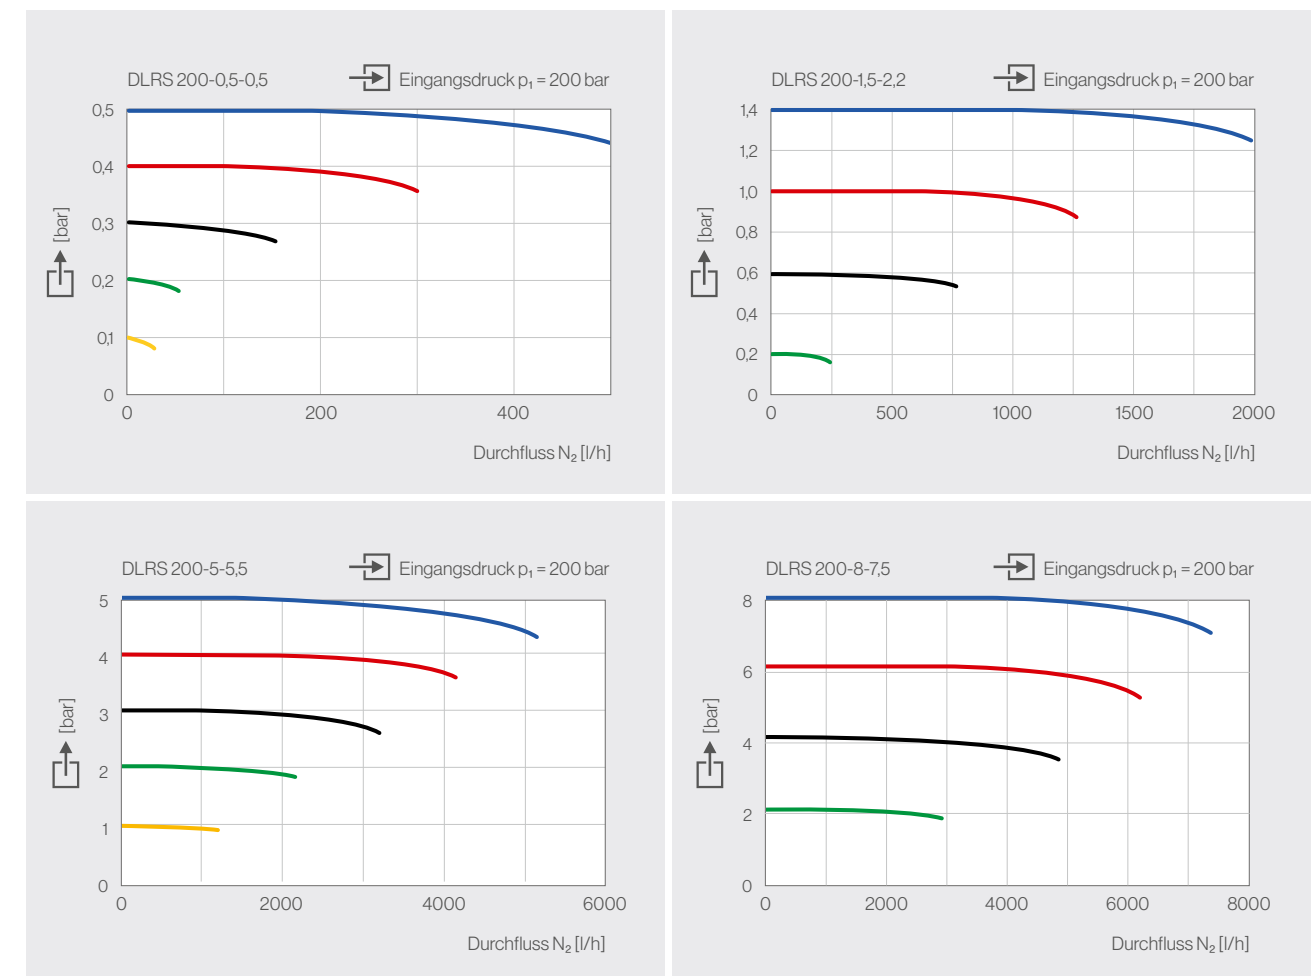 DLRS 200-0,5-0,5
Eingangsdruck p₁ = 200 bar
0,5
0,4
0,3
0,2
0,1
0
[bar]
0
200
400
Durchfluss N₂ [l/h]
DLRS 200-1,5-2,2
Eingangsdruck p₁ = 200 bar
1,4
1,2
1,0
0,8
0,6
0,4
0,2
0
[bar]
0
500
1000
1500
2000
Durchfluss N₂ [l/h]
DLRS 200-5-5,5
Eingangsdruck p₁ = 200 bar
5
4
3
2
1
0
[bar]
0
2000
4000
6000
Durchfluss N₂ [l/h]
DLRS 200-8-7,5
Eingangsdruck p₁ = 200 bar
8
6
4
2
0
[bar]
0
2000
4000
6000
8000
Durchfluss N₂ [l/h]